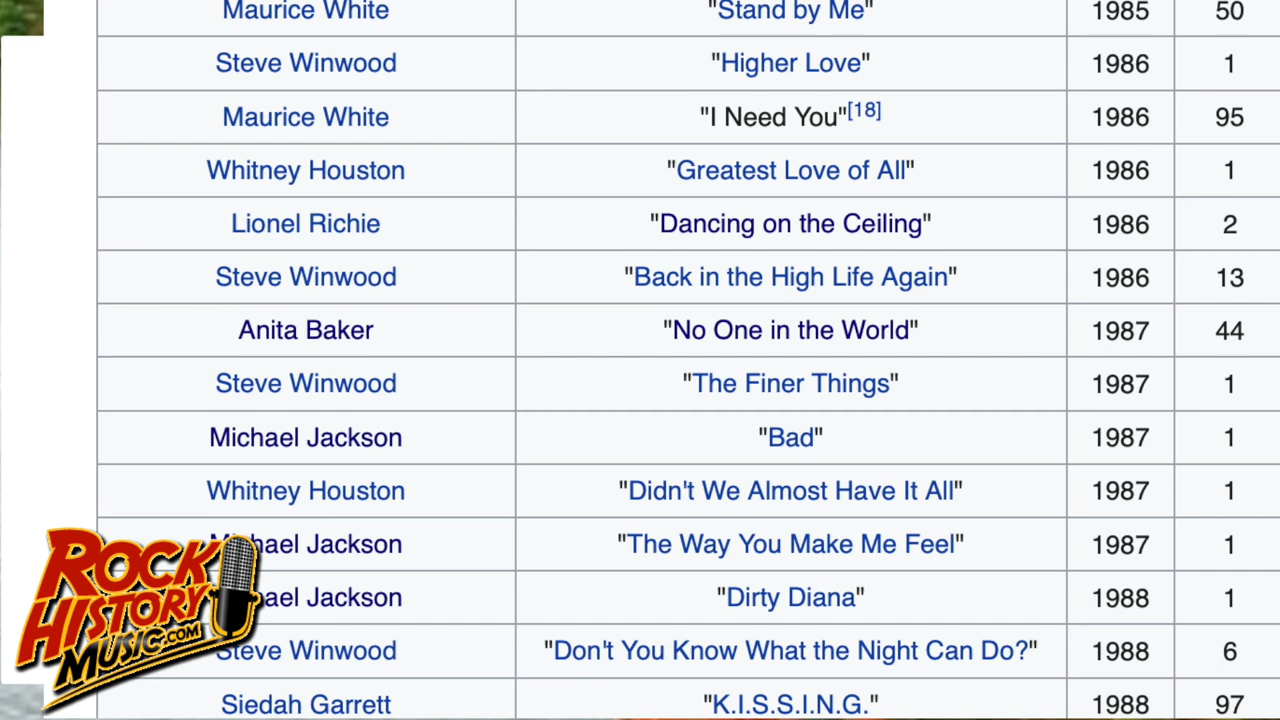 Maurice White "Stand by Me" 1985 50
Steve Winwood "Higher Love" 1986 1
Maurice White "I Need You"[18] 1986 95
Whitney Houston "Greatest Love of All" 1986 1
Lionel Richie "Dancing on the Ceiling" 1986 2
Steve Winwood "Back in the High Life Again" 1986 13
Anita Baker "No One in the World" 1987 44
Steve Winwood "The Finer Things" 1987 1
Michael Jackson "Bad" 1987 1
Whitney Houston "Didn't We Almost Have It All" 1987 1
Michael Jackson "The Way You Make Me Feel" 1987 1
Jackson "Dirty Diana" 1988 1
Steve Winwood "Don't You Know What the Night Can Do?" 1988 6
Siedah Garrett "K.I.S.S.I.N.G." 1988 97
ROCK
HISTORY
MUSIC.COM